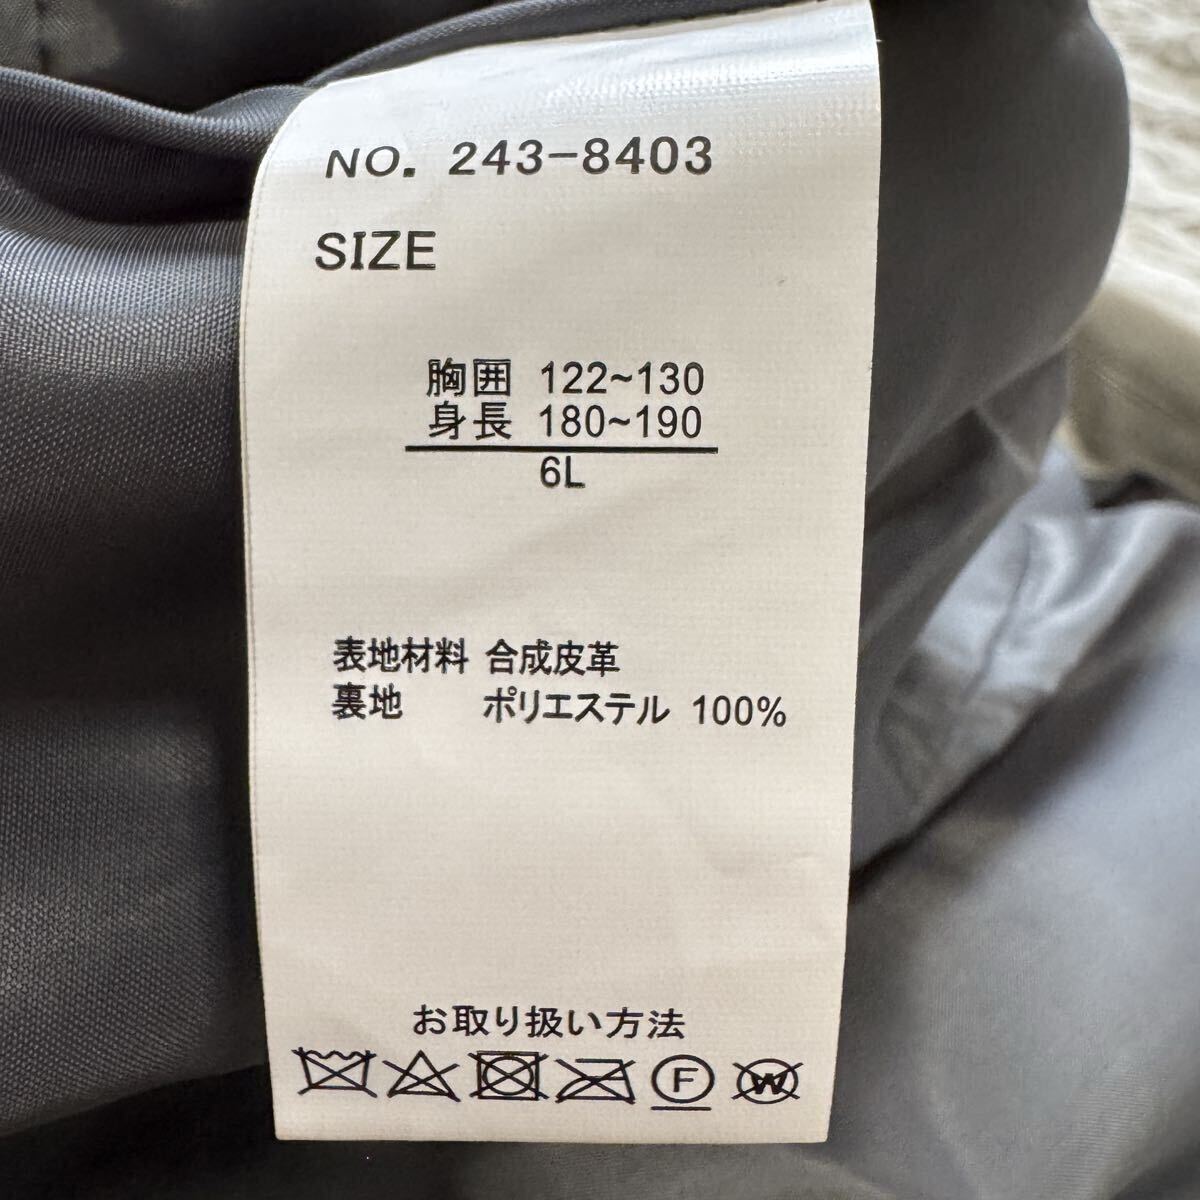 NO. 243-8403
SIZE
胸囲 122~130
身長 180~190
6L
表地材料 合成皮革
裏地 ポリエステル 100%
お取り扱い方法
F W